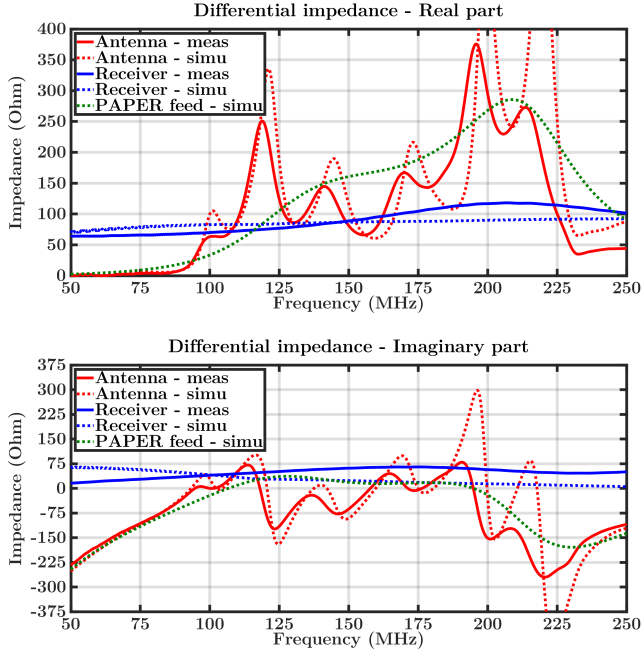 Differential impedance - Real part
400
350
300
250
200
150
100
50
0
Impedance (Ohm)
Antenna - meas
Antenna - simu
Receiver - meas
Receiver - simu
PAPER feed - simu
50 75 100 125 150 175 200 225 250
Frequency (MHz)
Differential impedance - Imaginary part
375
300
225
150
75
0
-75
-150
-225
-300
-375
Impedance (Ohm)
Antenna - meas
Antenna - simu
Receiver - meas
Receiver - simu
PAPER feed - simu
50 75 100 125 150 175 200 225 250
Frequency (MHz)